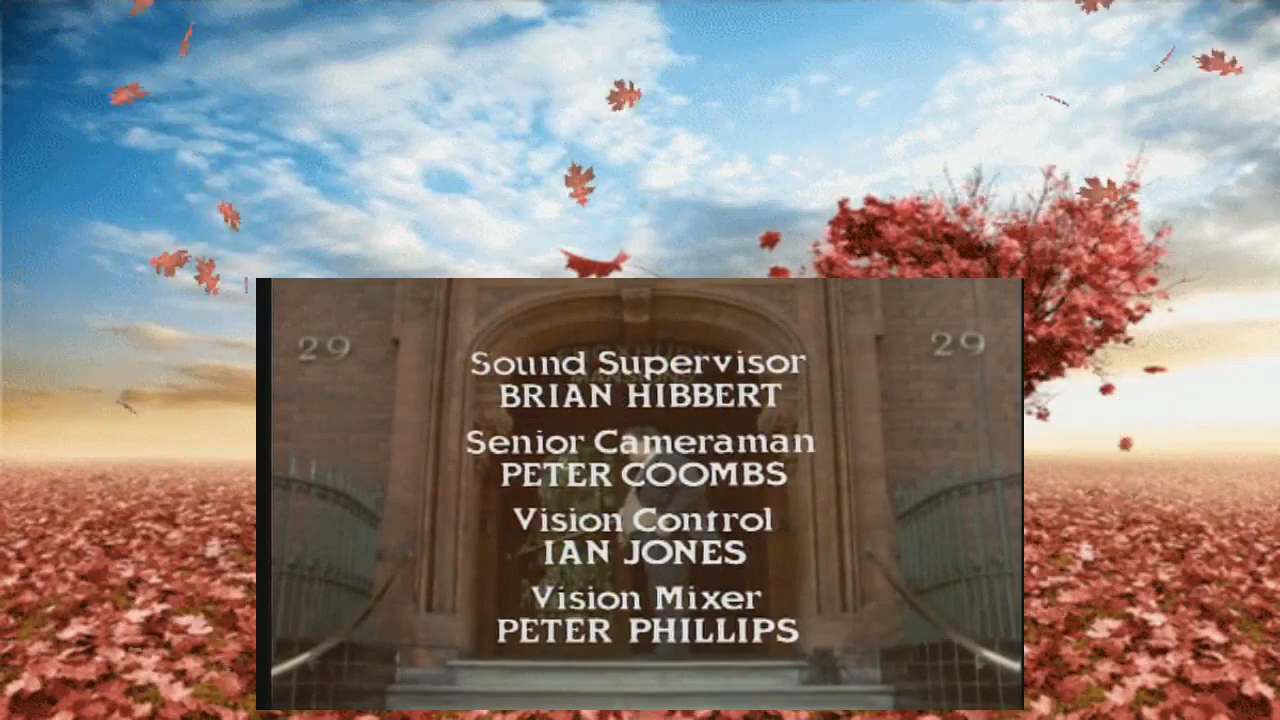 29
29
Sound Supervisor
BRIAN HIBBERT
Senior Cameraman
PETER COOMBS
Vision Control
IAN JONES
Vision Mixer
PETER PHILLIPS